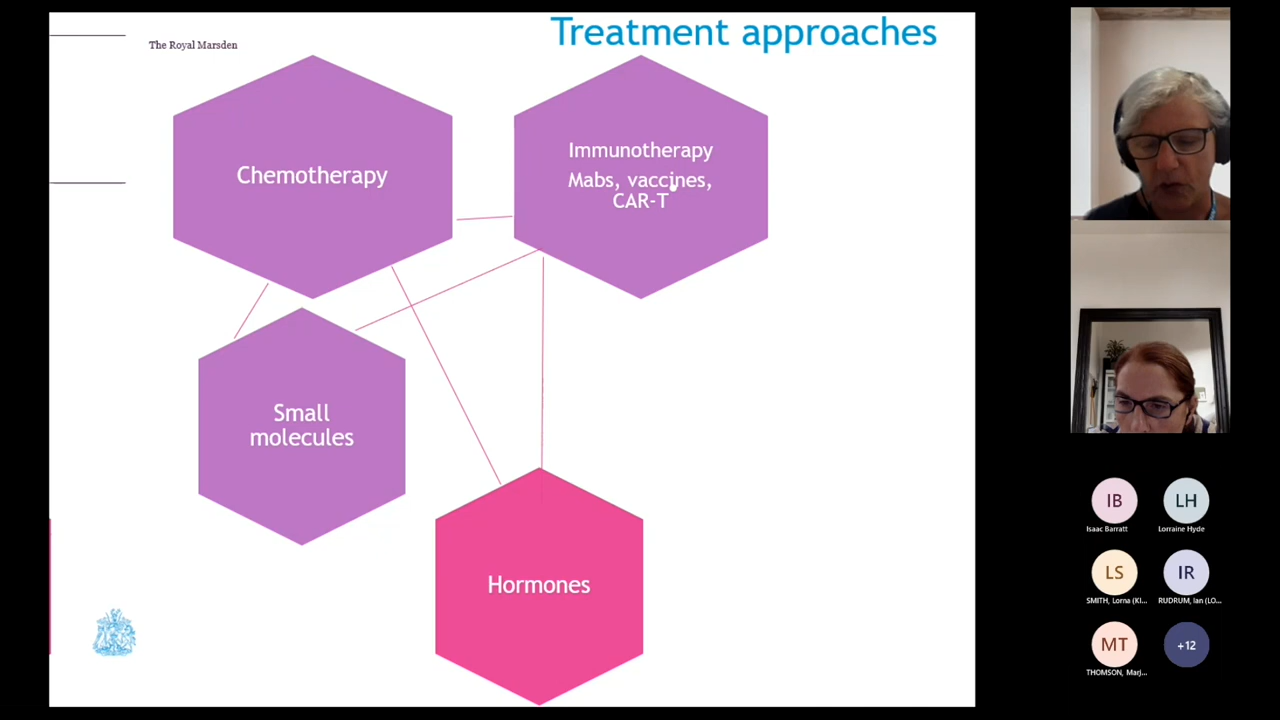 The Royal Marsden
Treatment approaches
Chemotherapy
Immunotherapy
Mabs, vaccines,
CAR-T
Small
molecules
Hormones
IB
LH
Isaac Barratt
Lorraine Hyde
LS
IR
SMITH, Lorna (KI...
RUDRUM, Ian (LO...
MT
+12
THOMSON, Marj...